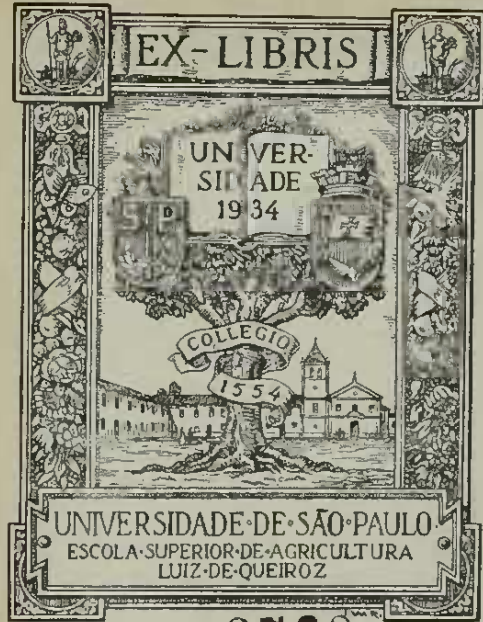 EX-LIBRIS
UNIVER-
SIDADE
1934
S P
COLLEGIO
1554
UNIVERSIDADE·DE·SÃO·PAULO
ESCOLA·SUPERIOR·DE·AGRICULTURA
LUIZ·DE·QUEIROZ